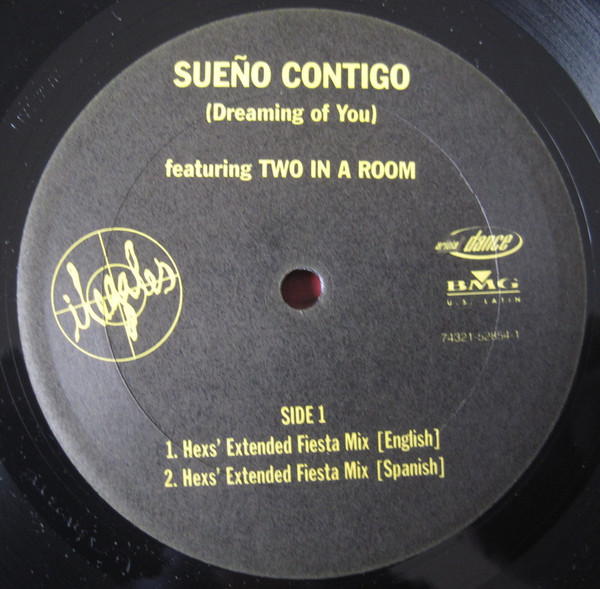 SUEÑO CONTIGO
(Dreaming of You)
featuring TWO IN A ROOM
ilegales
ariola dance
BMG
U.S. LATIN
74321-52854-1
SIDE 1
1. Hexs' Extended Fiesta Mix [English]
2. Hexs' Extended Fiesta Mix [Spanish]